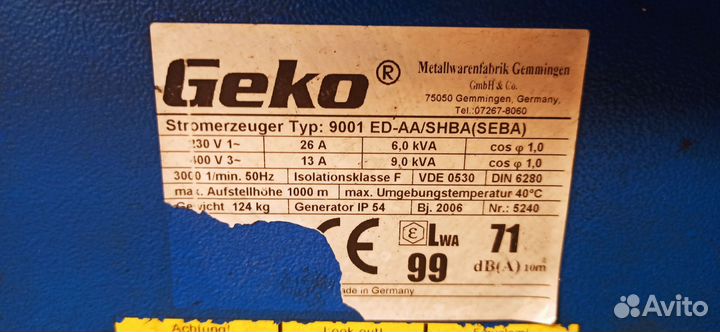 Geko ®
Metallwarenfabrik Gemmingen
GmbH & Co.
75050 Gemmingen, Germany
Tel.: 07267-8060
Stromerzeuger Typ: 9001 ED-AA/SHBA(SEBA)
230 V 1~ 26 A 6,0 kVA cos φ 1,0
400 V 3~ 13 A 9,0 kVA cos φ 1,0
3000 1/min. 50Hz Isolationsklasse F VDE 0530 DIN 6280
max. Aufstellhöhe 1000 m max. Umgebungstemperatur 40°C
Gewicht 124 kg Generator IP 54 Bj. 2006 Nr.: 5240
CE ε LWA 71
99 dB(A) 10m
Made in Germany
Achtung! Look out!
Avito